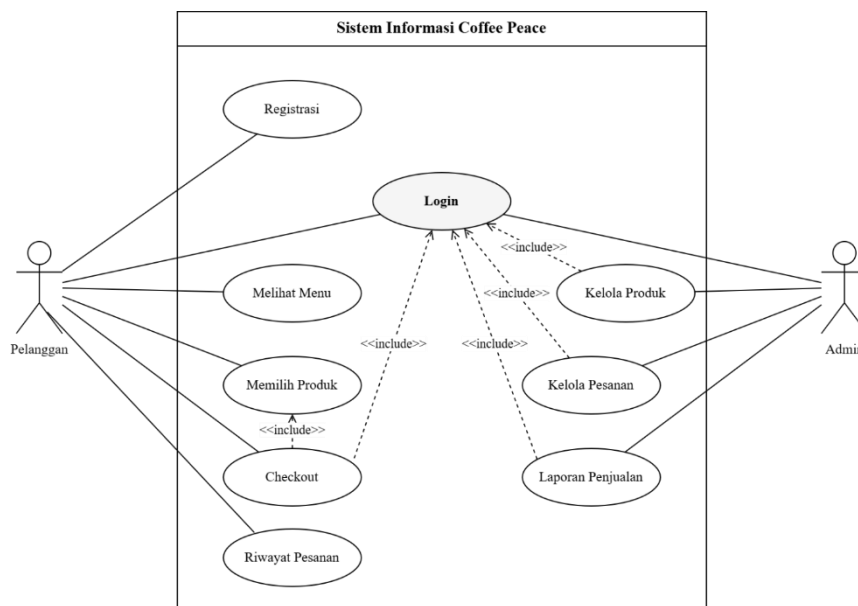 Sistem Informasi Coffee Peace
Registrasi
Login
<<include>>
Melihat Menu
<<include>>
Kelola Produk
Pelanggan
Admin
<<include>>
<<include>>
Memilih Produk
Kelola Pesanan
<<include>>
Checkout
Laporan Penjualan
Riwayat Pesanan